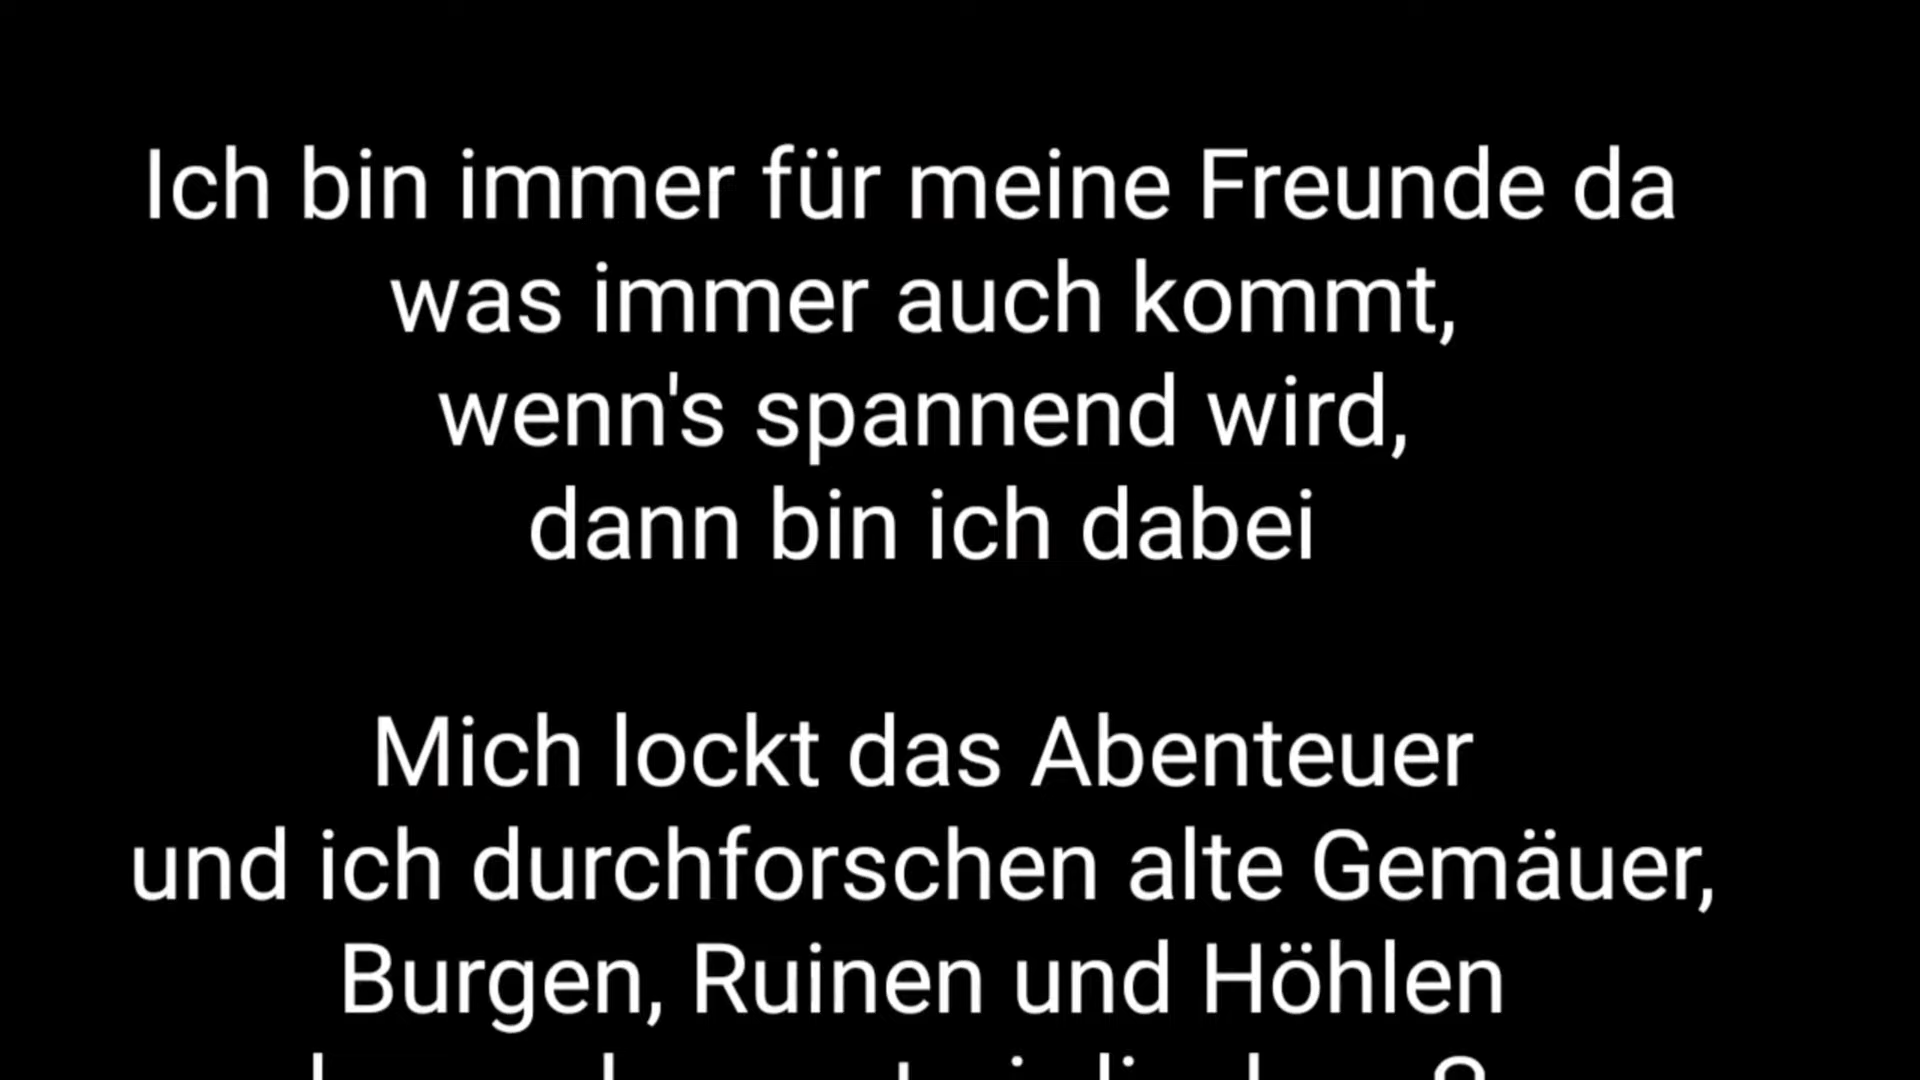 Ich bin immer für meine Freunde da
was immer auch kommt,
wenn's spannend wird,
dann bin ich dabei
Mich lockt das Abenteuer
und ich durchforschen alte Gemäuer,
Burgen, Ruinen und Höhlen